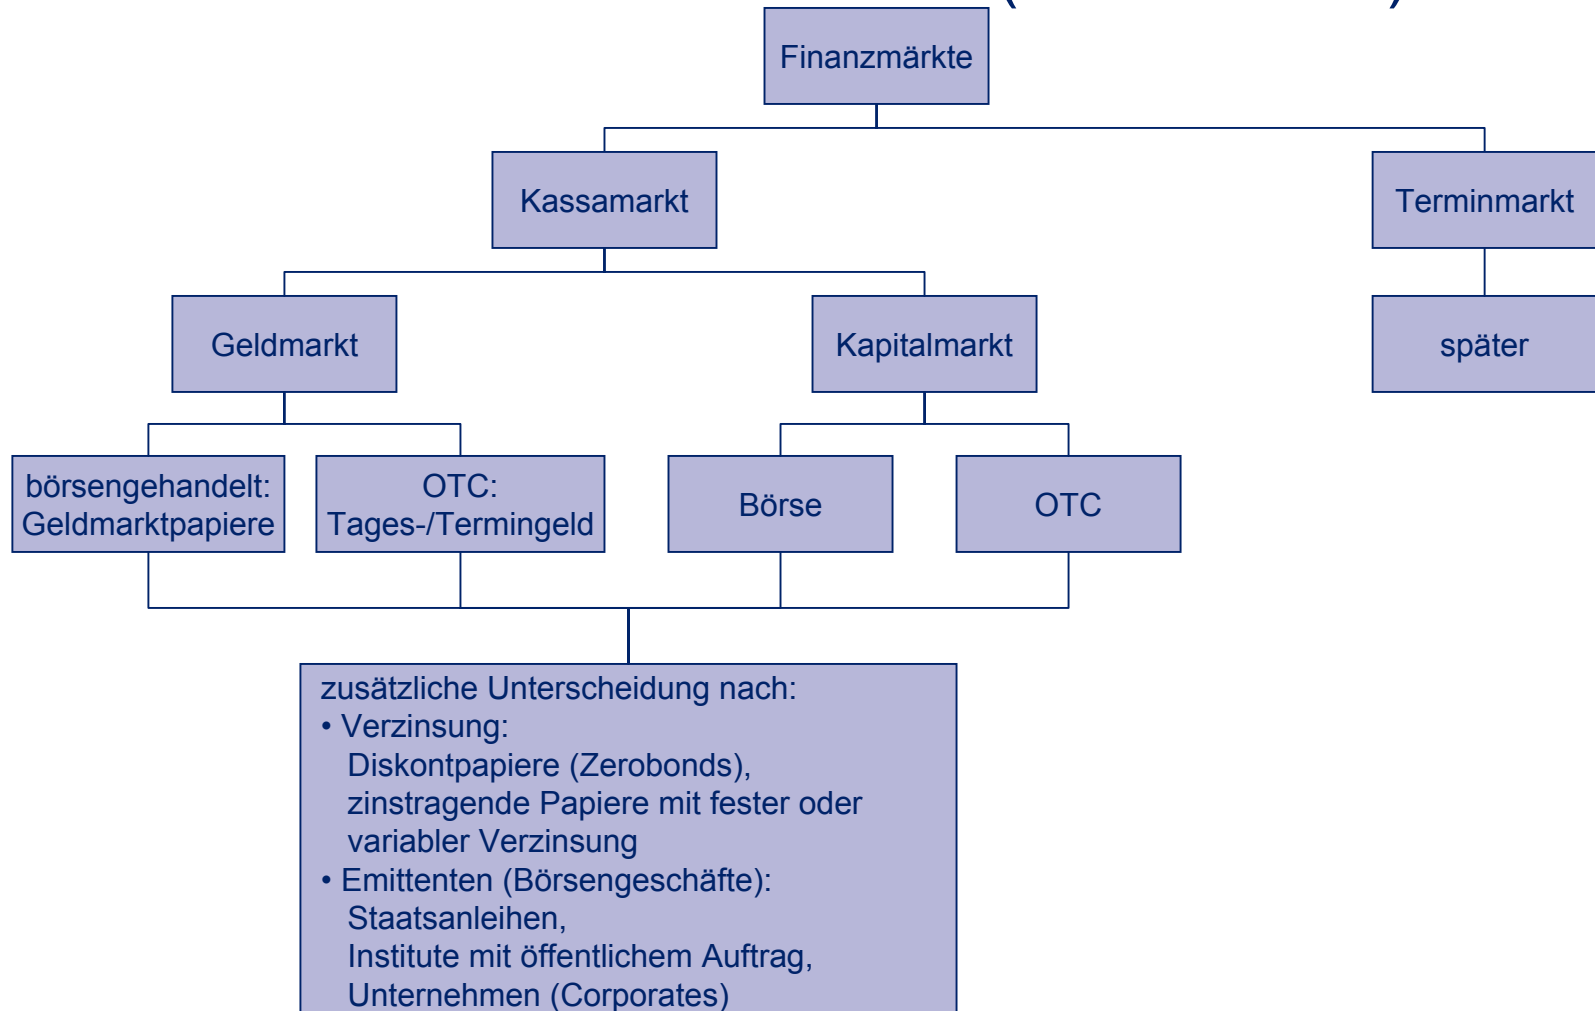 Finanzmärkte
Kassamarkt
Terminmarkt
Geldmarkt
Kapitalmarkt
später
börsengehandelt:
Geldmarktpapiere
OTC:
Tages-/Termingeld
Börse
OTC
zusätzliche Unterscheidung nach:
• Verzinsung:
Diskontpapiere (Zerobonds),
zinstragende Papiere mit fester oder
variabler Verzinsung
• Emittenten (Börsengeschäfte):
Staatsanleihen,
Institute mit öffentlichem Auftrag,
Unternehmen (Corporates)